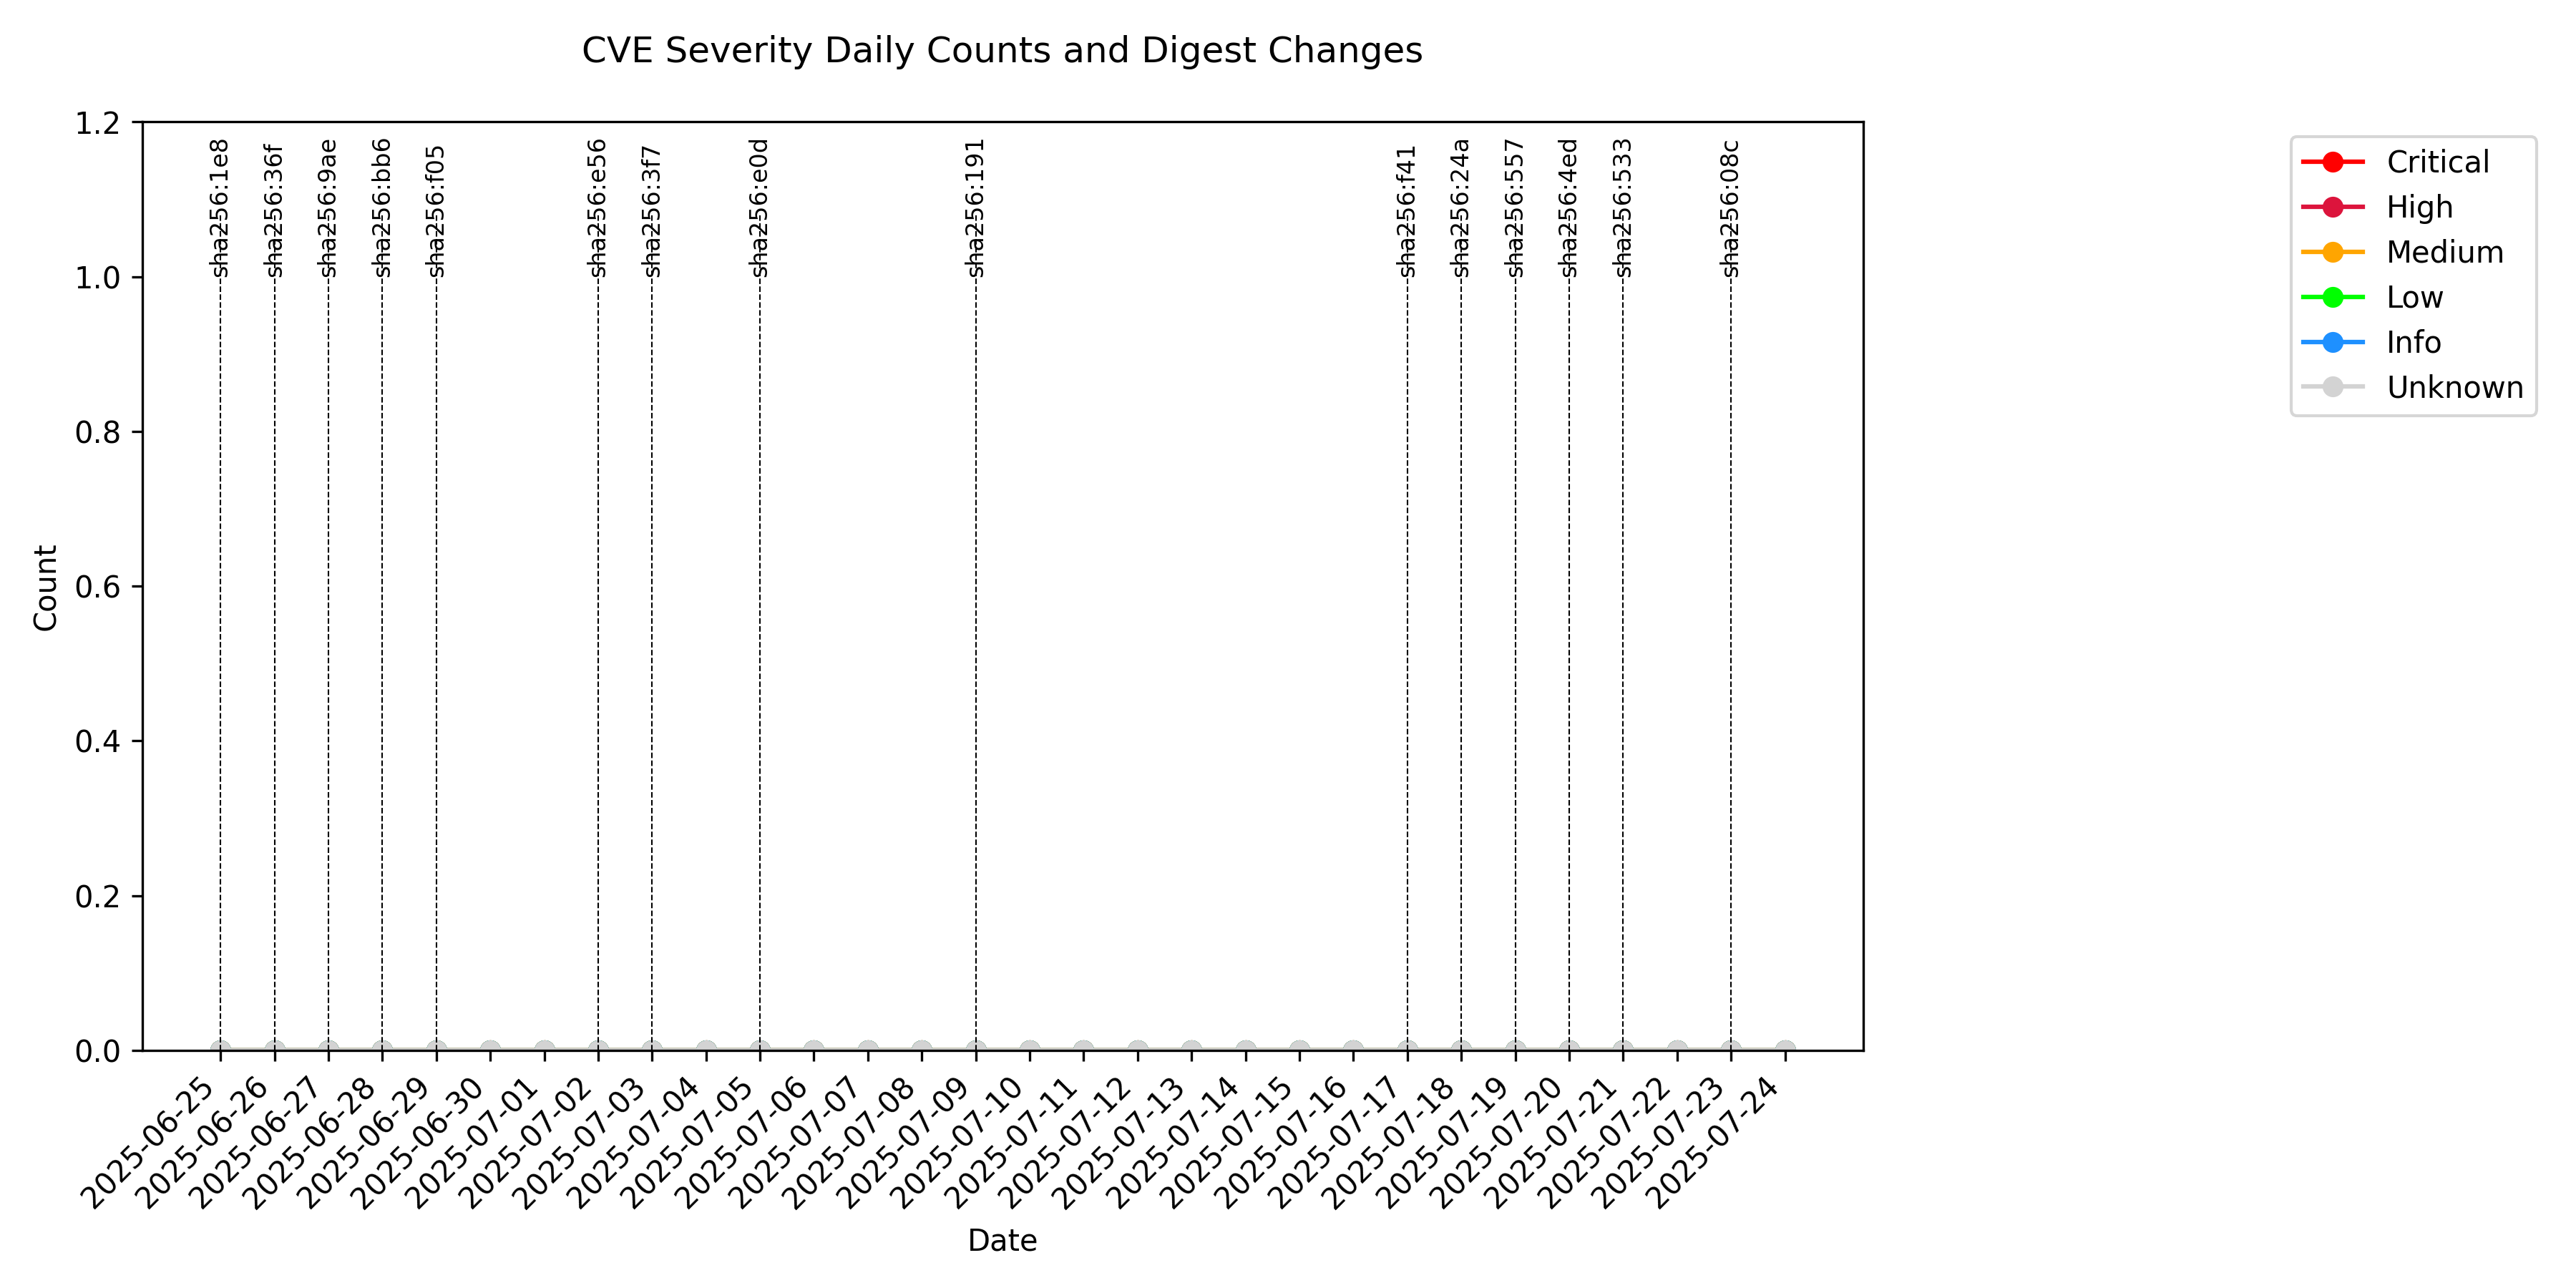 CVE Severity Daily Counts and Digest Changes
1.2
1.0
0.8
0.6
0.4
0.2
0.0
Count
sha256:1e8
sha256:36f
sha256:9ae
sha256:bb6
sha256:f05
sha256:e56
sha256:3f7
sha256:e0d
sha256:191
sha256:f41
sha256:24a
sha256:557
sha256:4ed
sha256:533
sha256:08c
2025-06-25
2025-06-26
2025-06-27
2025-06-28
2025-06-29
2025-06-30
2025-07-01
2025-07-02
2025-07-03
2025-07-04
2025-07-05
2025-07-06
2025-07-07
2025-07-08
2025-07-09
2025-07-10
2025-07-11
2025-07-12
2025-07-13
2025-07-14
2025-07-15
2025-07-16
2025-07-17
2025-07-18
2025-07-19
2025-07-20
2025-07-21
2025-07-22
2025-07-23
2025-07-24
Date
Critical
High
Medium
Low
Info
Unknown